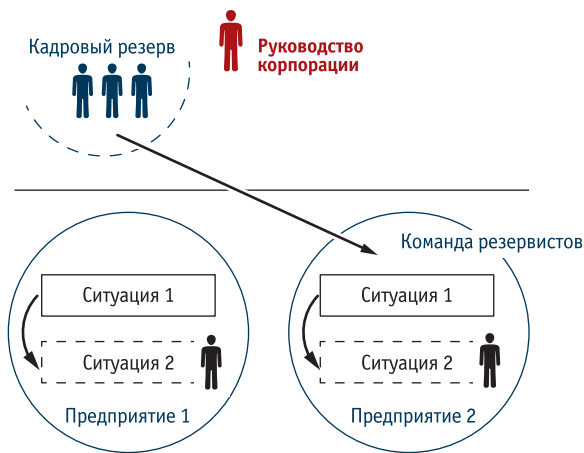 Кадровый резерв
Руководство
корпорации
Команда резервистов
Ситуация 1
Ситуация 2
Предприятие 1
Ситуация 1
Ситуация 2
Предприятие 2